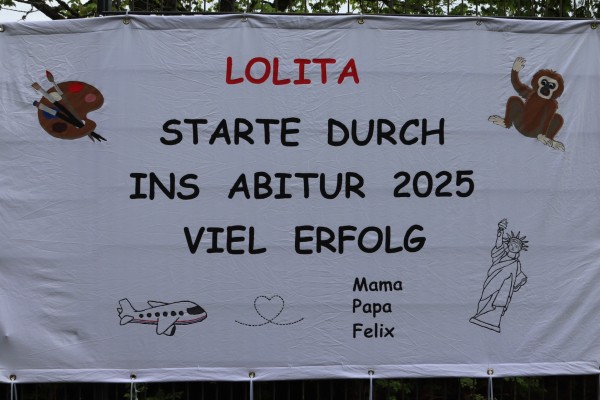 LOLITA
STARTE DURCH
INS ABITUR 2025
VIEL ERFOLG
Mama
Papa
Felix